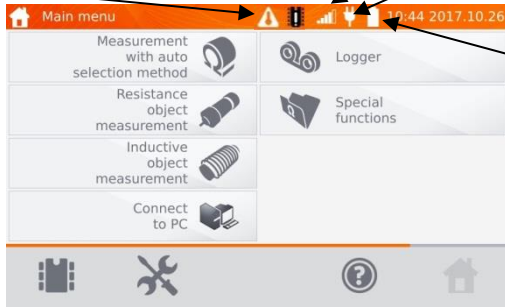 Main menu
10:44 2017.10.26
Measurement
with auto
selection method
Logger
Resistance
object
measurement
Special
functions
Inductive
object
measurement
Connect
to PC